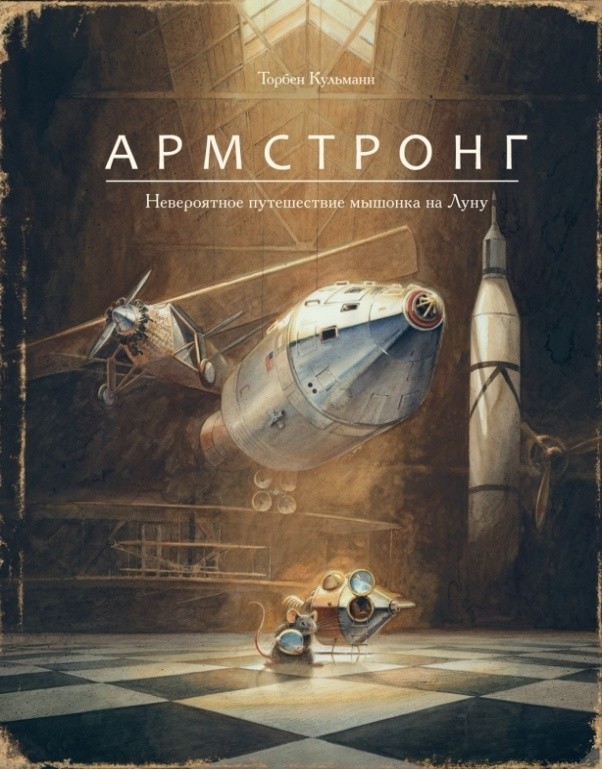 Торбен Кульманн
АРМСТРОНГ
Невероятное путешествие мышонка на Луну